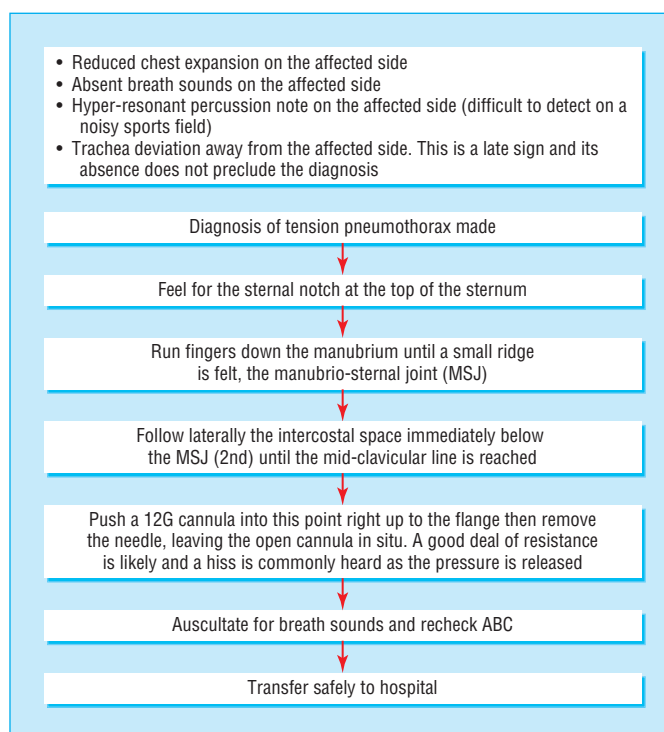 • Reduced chest expansion on the affected side
• Absent breath sounds on the affected side
• Hyper-resonant percussion note on the affected side (difficult to detect on a
noisy sports field)
• Trachea deviation away from the affected side. This is a late sign and its
absence does not preclude the diagnosis
Diagnosis of tension pneumothorax made
Feel for the sternal notch at the top of the sternum
Run fingers down the manubrium until a small ridge
is felt, the manubrio-sternal joint (MSJ)
Follow laterally the intercostal space immediately below
the MSJ (2nd) until the mid-clavicular line is reached
Push a 12G cannula into this point right up to the flange then remove
the needle, leaving the open cannula in situ. A good deal of resistance
is likely and a hiss is commonly heard as the pressure is released
Auscultate for breath sounds and recheck ABC
Transfer safely to hospital